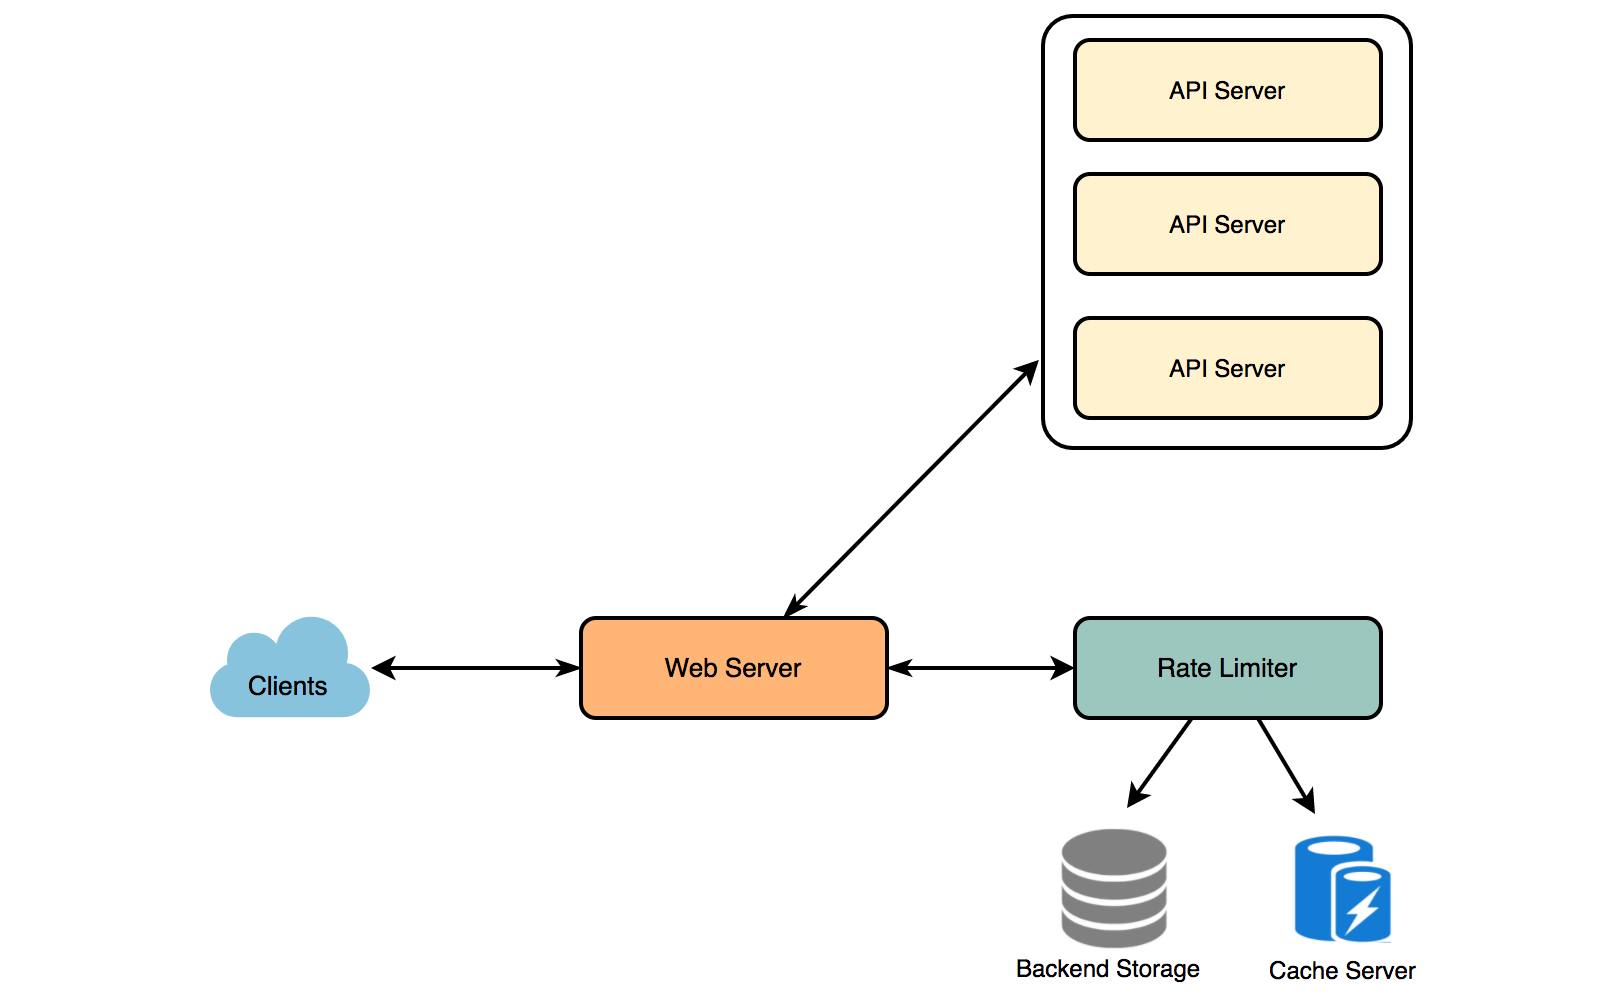 API Server
API Server
API Server
Clients
Web Server
Rate Limiter
Backend Storage
Cache Server